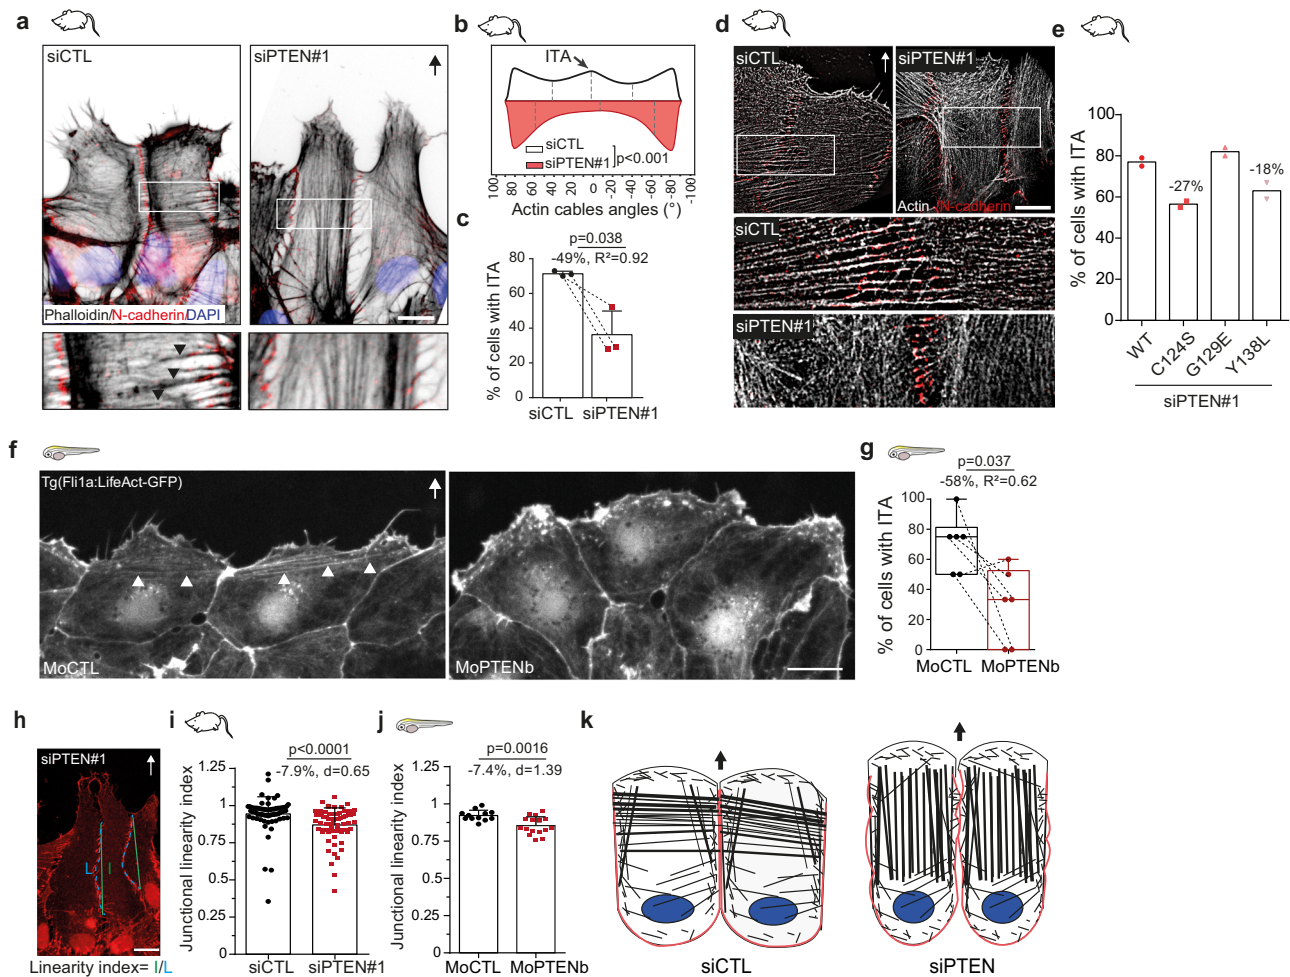 a
siCTL
siPTEN#1
Phalloidin/N-cadherin/DAPI
b
ITA
siCTL
siPTEN#1
p<0.001
100 80 60 40 20 0 -20 -40 -60 -80 -100
Actin cables angles (°)
c
p=0.038
-49%, R²=0.92
% of cells with ITA
80
60
40
20
0
siCTL siPTEN#1
d
siCTL
siPTEN#1
Actin N-cadherin
siCTL
siPTEN#1
e
% of cells with ITA
100
80
60
40
20
0
-27%
-18%
WT C124S G129E Y138L
siPTEN#1
f
Tg(Fli1a:LifeAct-GFP)
MoCTL
MoPTENb
g
p=0.037
-58%, R²=0.62
% of cells with ITA
100
80
60
40
20
0
MoCTL MoPTENb
h
siPTEN#1
L l
Linearity index= l/L
i
p<0.0001
-7.9%, d=0.65
Junctional linearity index
1.25
1
0.75
0.5
0.25
0
siCTL siPTEN#1
j
p=0.0016
-7.4%, d=1.39
Junctional linearity index
1.25
1
0.75
0.5
0.25
0
MoCTL MoPTENb
k
siCTL
siPTEN